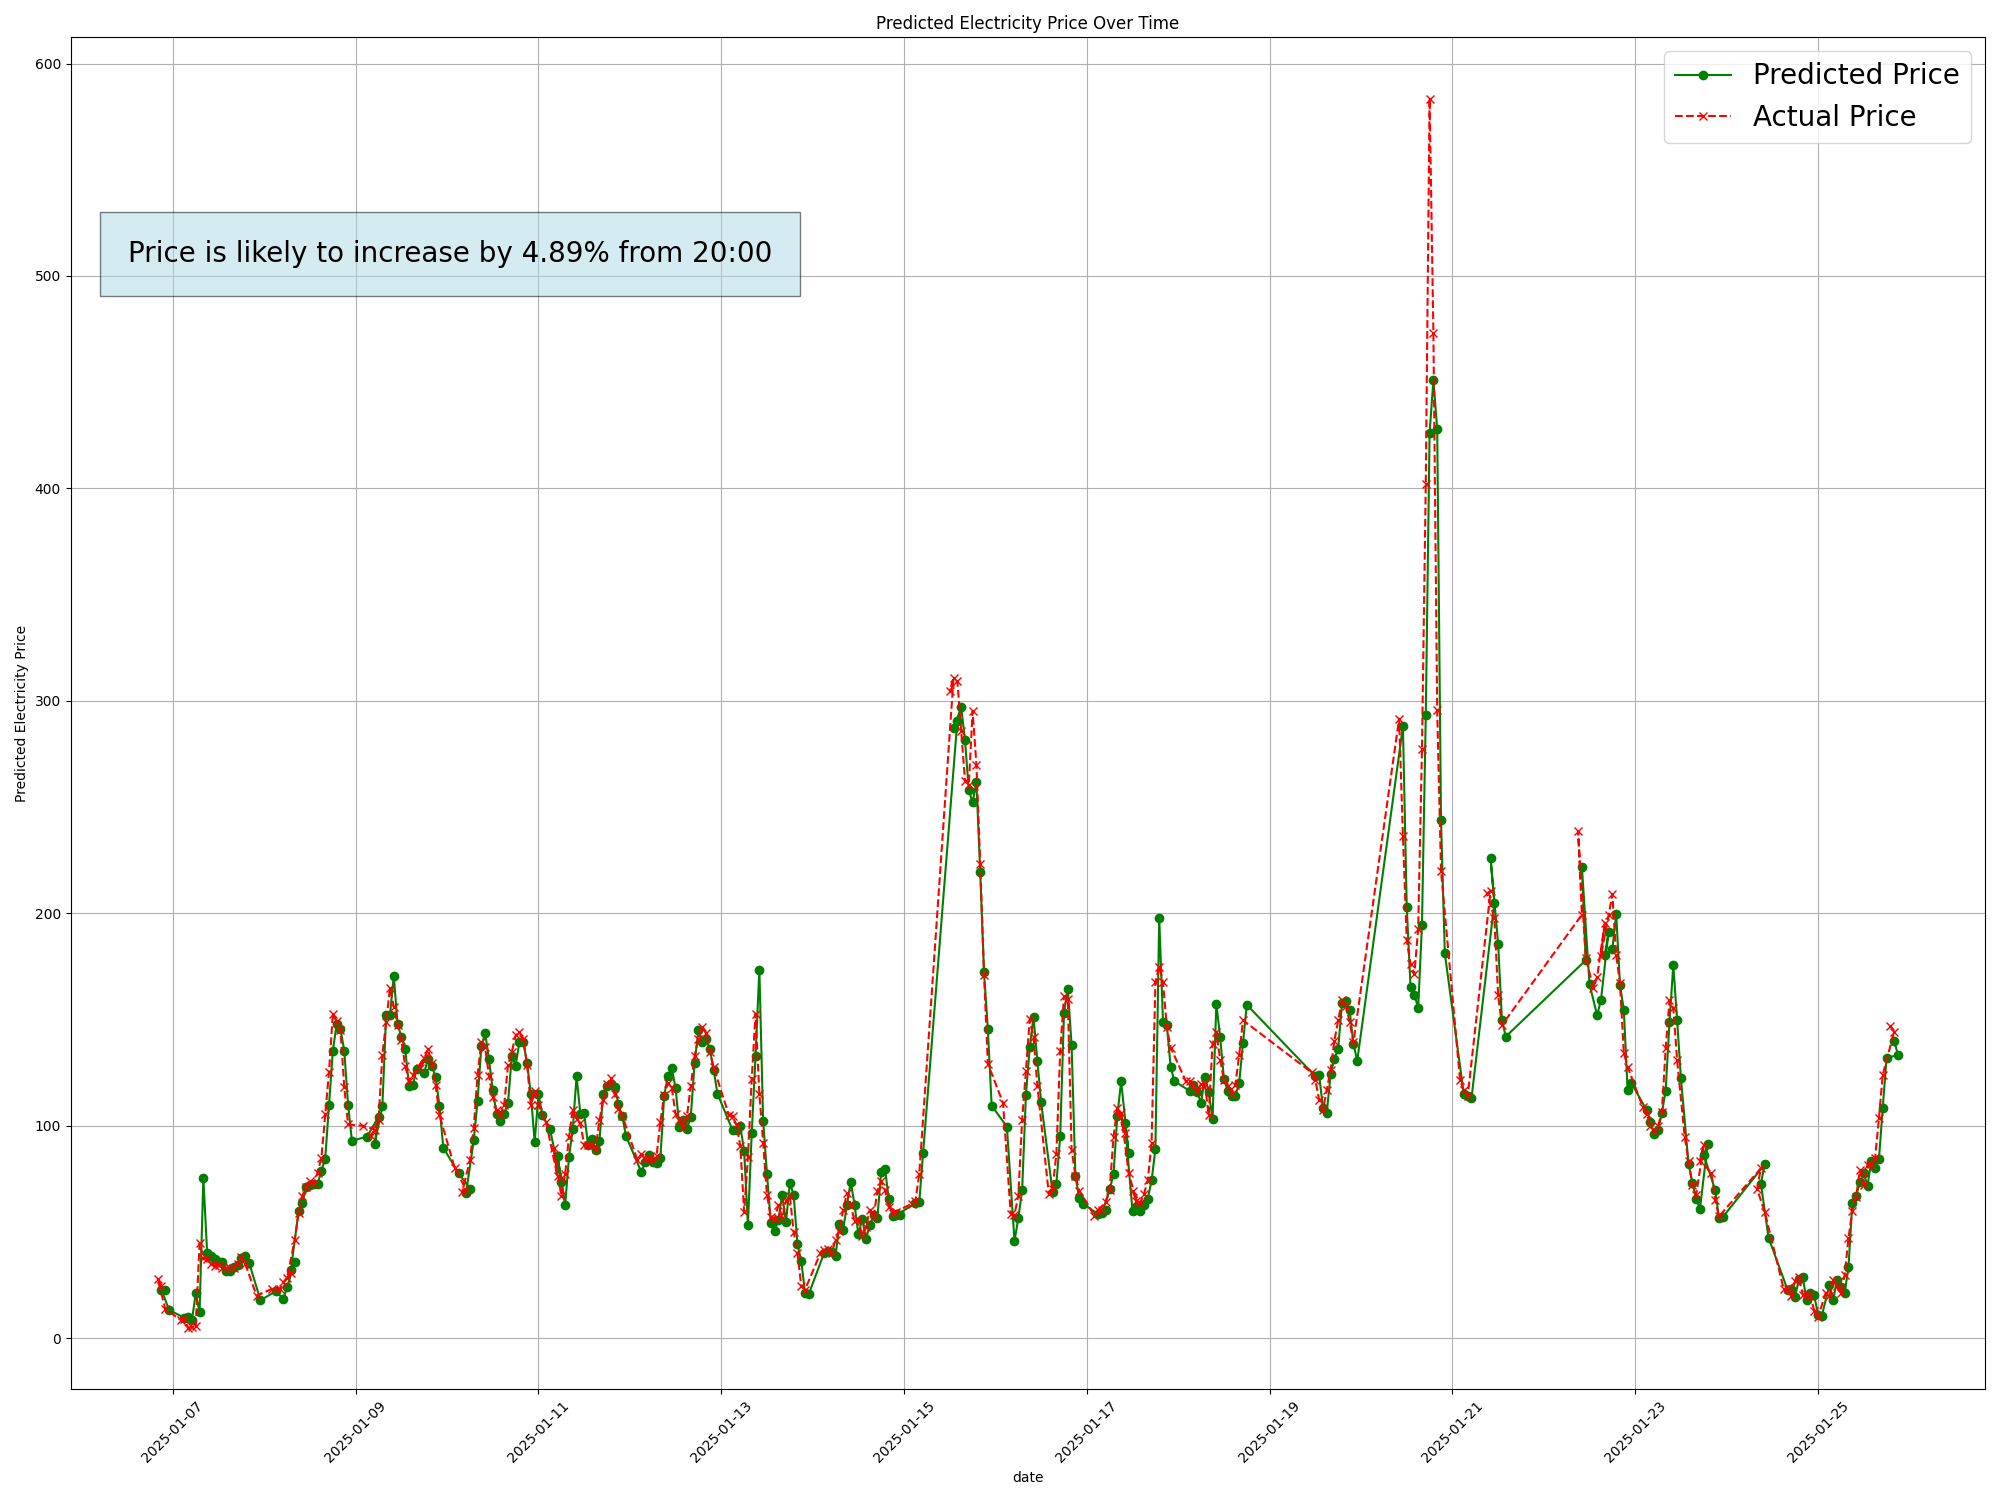 Predicted Electricity Price Over Time
Predicted Price
Actual Price
Price is likely to increase by 4.89% from 20:00
Predicted Electricity Price
600
500
400
300
200
100
0
2025-01-07
2025-01-09
2025-01-11
2025-01-13
2025-01-15
2025-01-17
2025-01-19
2025-01-21
2025-01-23
2025-01-25
date